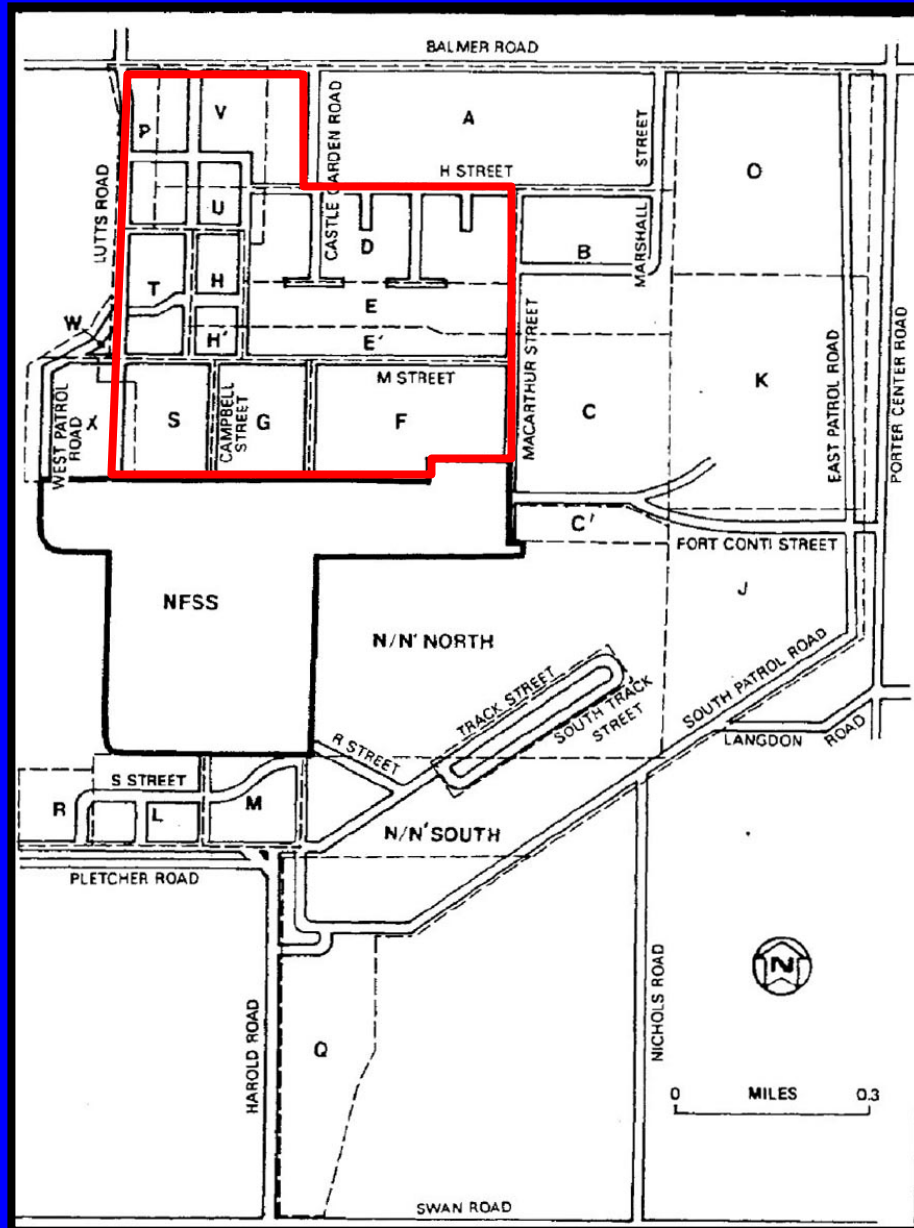 BALMER ROAD
V
P
A
CASTLE GARDEN ROAD
H STREET
MARSHALL STREET
O
U
LUTTS ROAD
D
B
T
H
E
W
H'
E'
M STREET
MACARTHUR STREET
C
K
EAST PATROL ROAD
PORTER CENTER ROAD
X
WEST PATROL ROAD
S
CAMPBELL STREET
G
F
C'
FORT CONTI STREET
NFSS
J
N/N' NORTH
TRACK STREET
SOUTH TRACK STREET
SOUTH PATROL ROAD
LANGDON ROAD
R STREET
S STREET
R
L
M
N/N' SOUTH
PLETCHER ROAD
HAROLD ROAD
Q
NICHOLS ROAD
N
0 MILES 0.3
SWAN ROAD